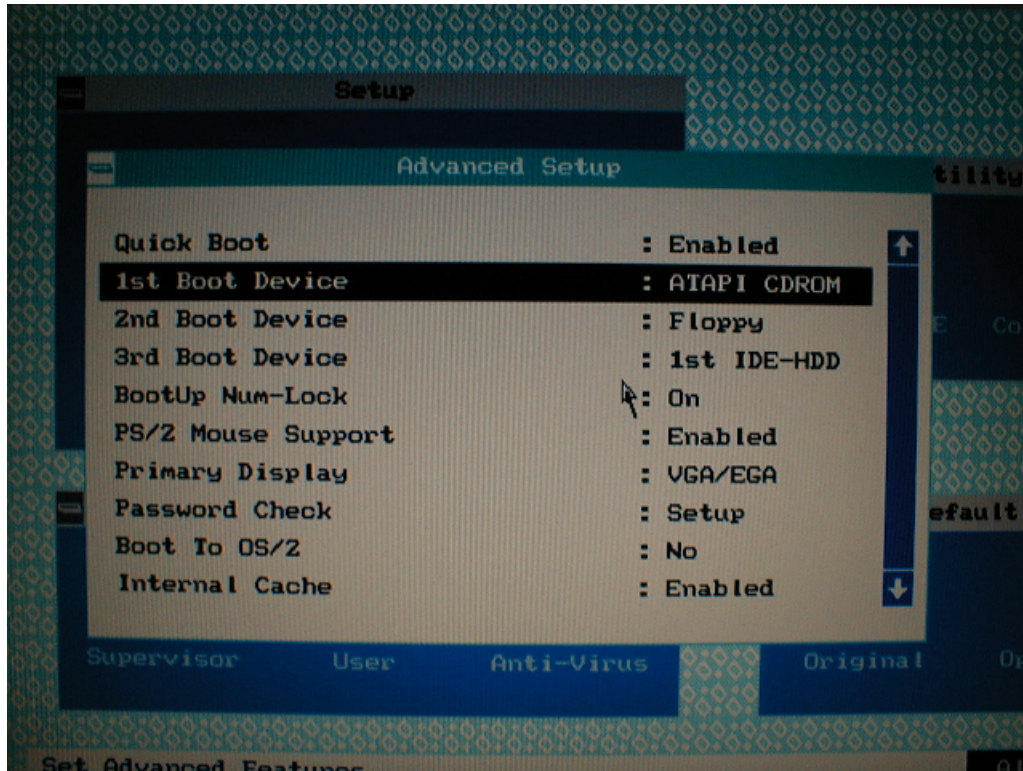 Setup
Advanced Setup
tility
Quick Boot : Enabled
1st Boot Device : ATAPI CDROM
2nd Boot Device : Floppy
3rd Boot Device : 1st IDE-HDD
BootUp Num-Lock : On
PS/2 Mouse Support : Enabled
Primary Display : VGA/EGA
Password Check : Setup
Boot To OS/2 : No
Internal Cache : Enabled
E Co
efault
Supervisor User Anti-Virus Original
Set Advanced Features